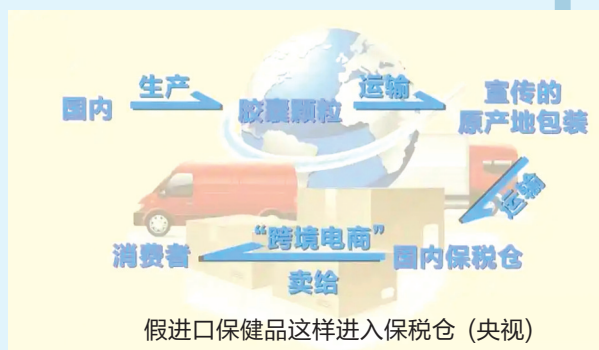 国内
生产
胶囊颗粒
运输
宣传的
原产地包装
运输
国内保税仓
“跨境电商”
卖给
消费者
假进口保健品这样进入保税仓 (央视)